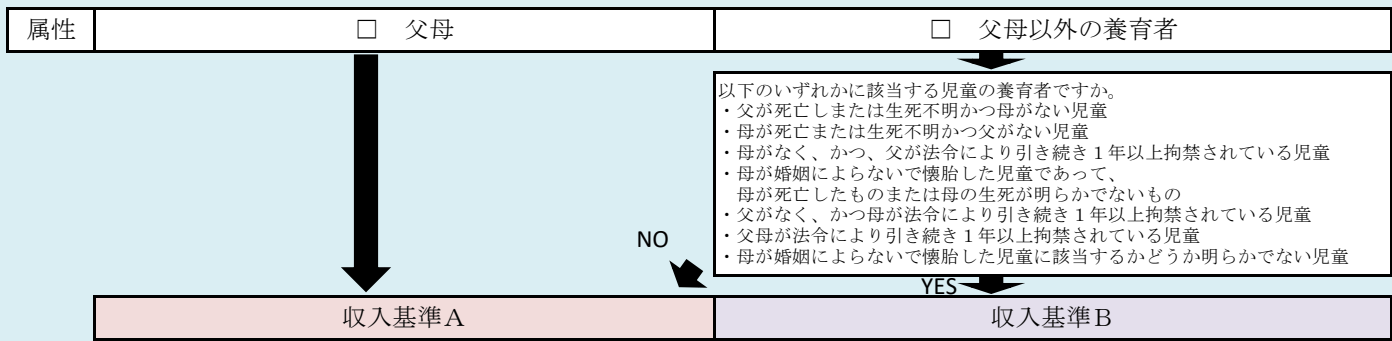 属性 □ 父母 □ 父母以外の養育者
以下のいずれかに該当する児童の養育者ですか。
・父が死亡しまたは生死不明かつ母がない児童
・母が死亡または生死不明かつ父がない児童
・母がなく、かつ、父が法令により引き続き１年以上拘禁されている児童
・母が婚姻によらないで懐胎した児童であって、
母が死亡したものまたは母の生死が明らかでないもの
・父がなく、かつ母が法令により引き続き１年以上拘禁されている児童
・父母が法令により引き続き１年以上拘禁されている児童
・母が婚姻によらないで懐胎した児童に該当するかどうか明らかでない児童
NO
YES
収入基準Ａ 収入基準Ｂ